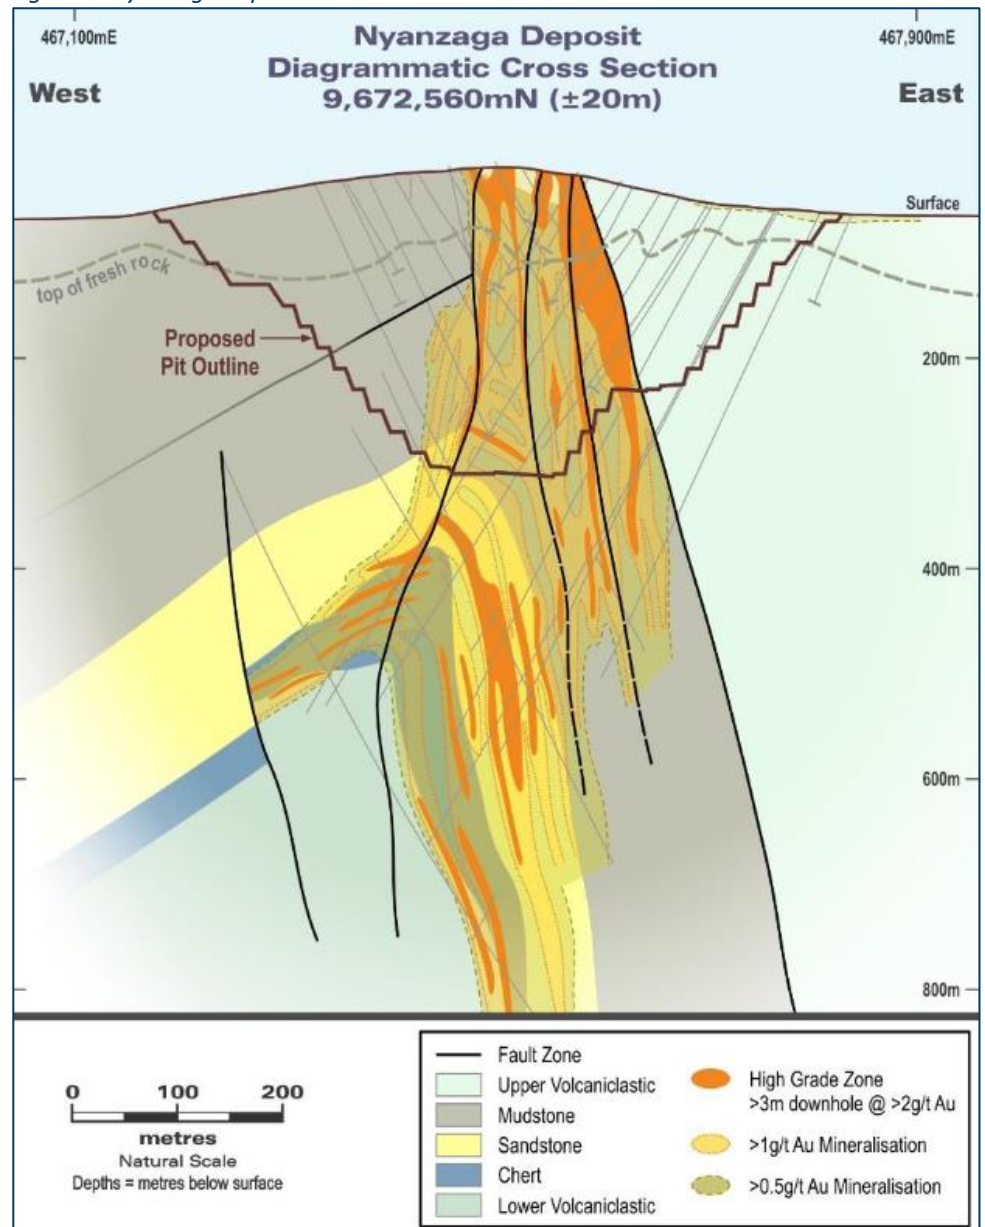 467,100mE
467,900mE
Nyanzaga Deposit
Diagrammatic Cross Section
9,672,560mN (±20m)
West
East
Surface
top of fresh rock
Proposed
Pit Outline
200m
400m
600m
800m
0 100 200
metres
Natural Scale
Depths = metres below surface
Fault Zone
Upper Volcaniclastic
Mudstone
Sandstone
Chert
Lower Volcaniclastic
High Grade Zone
>3m downhole @ >2g/t Au
>1g/t Au Mineralisation
>0.5g/t Au Mineralisation